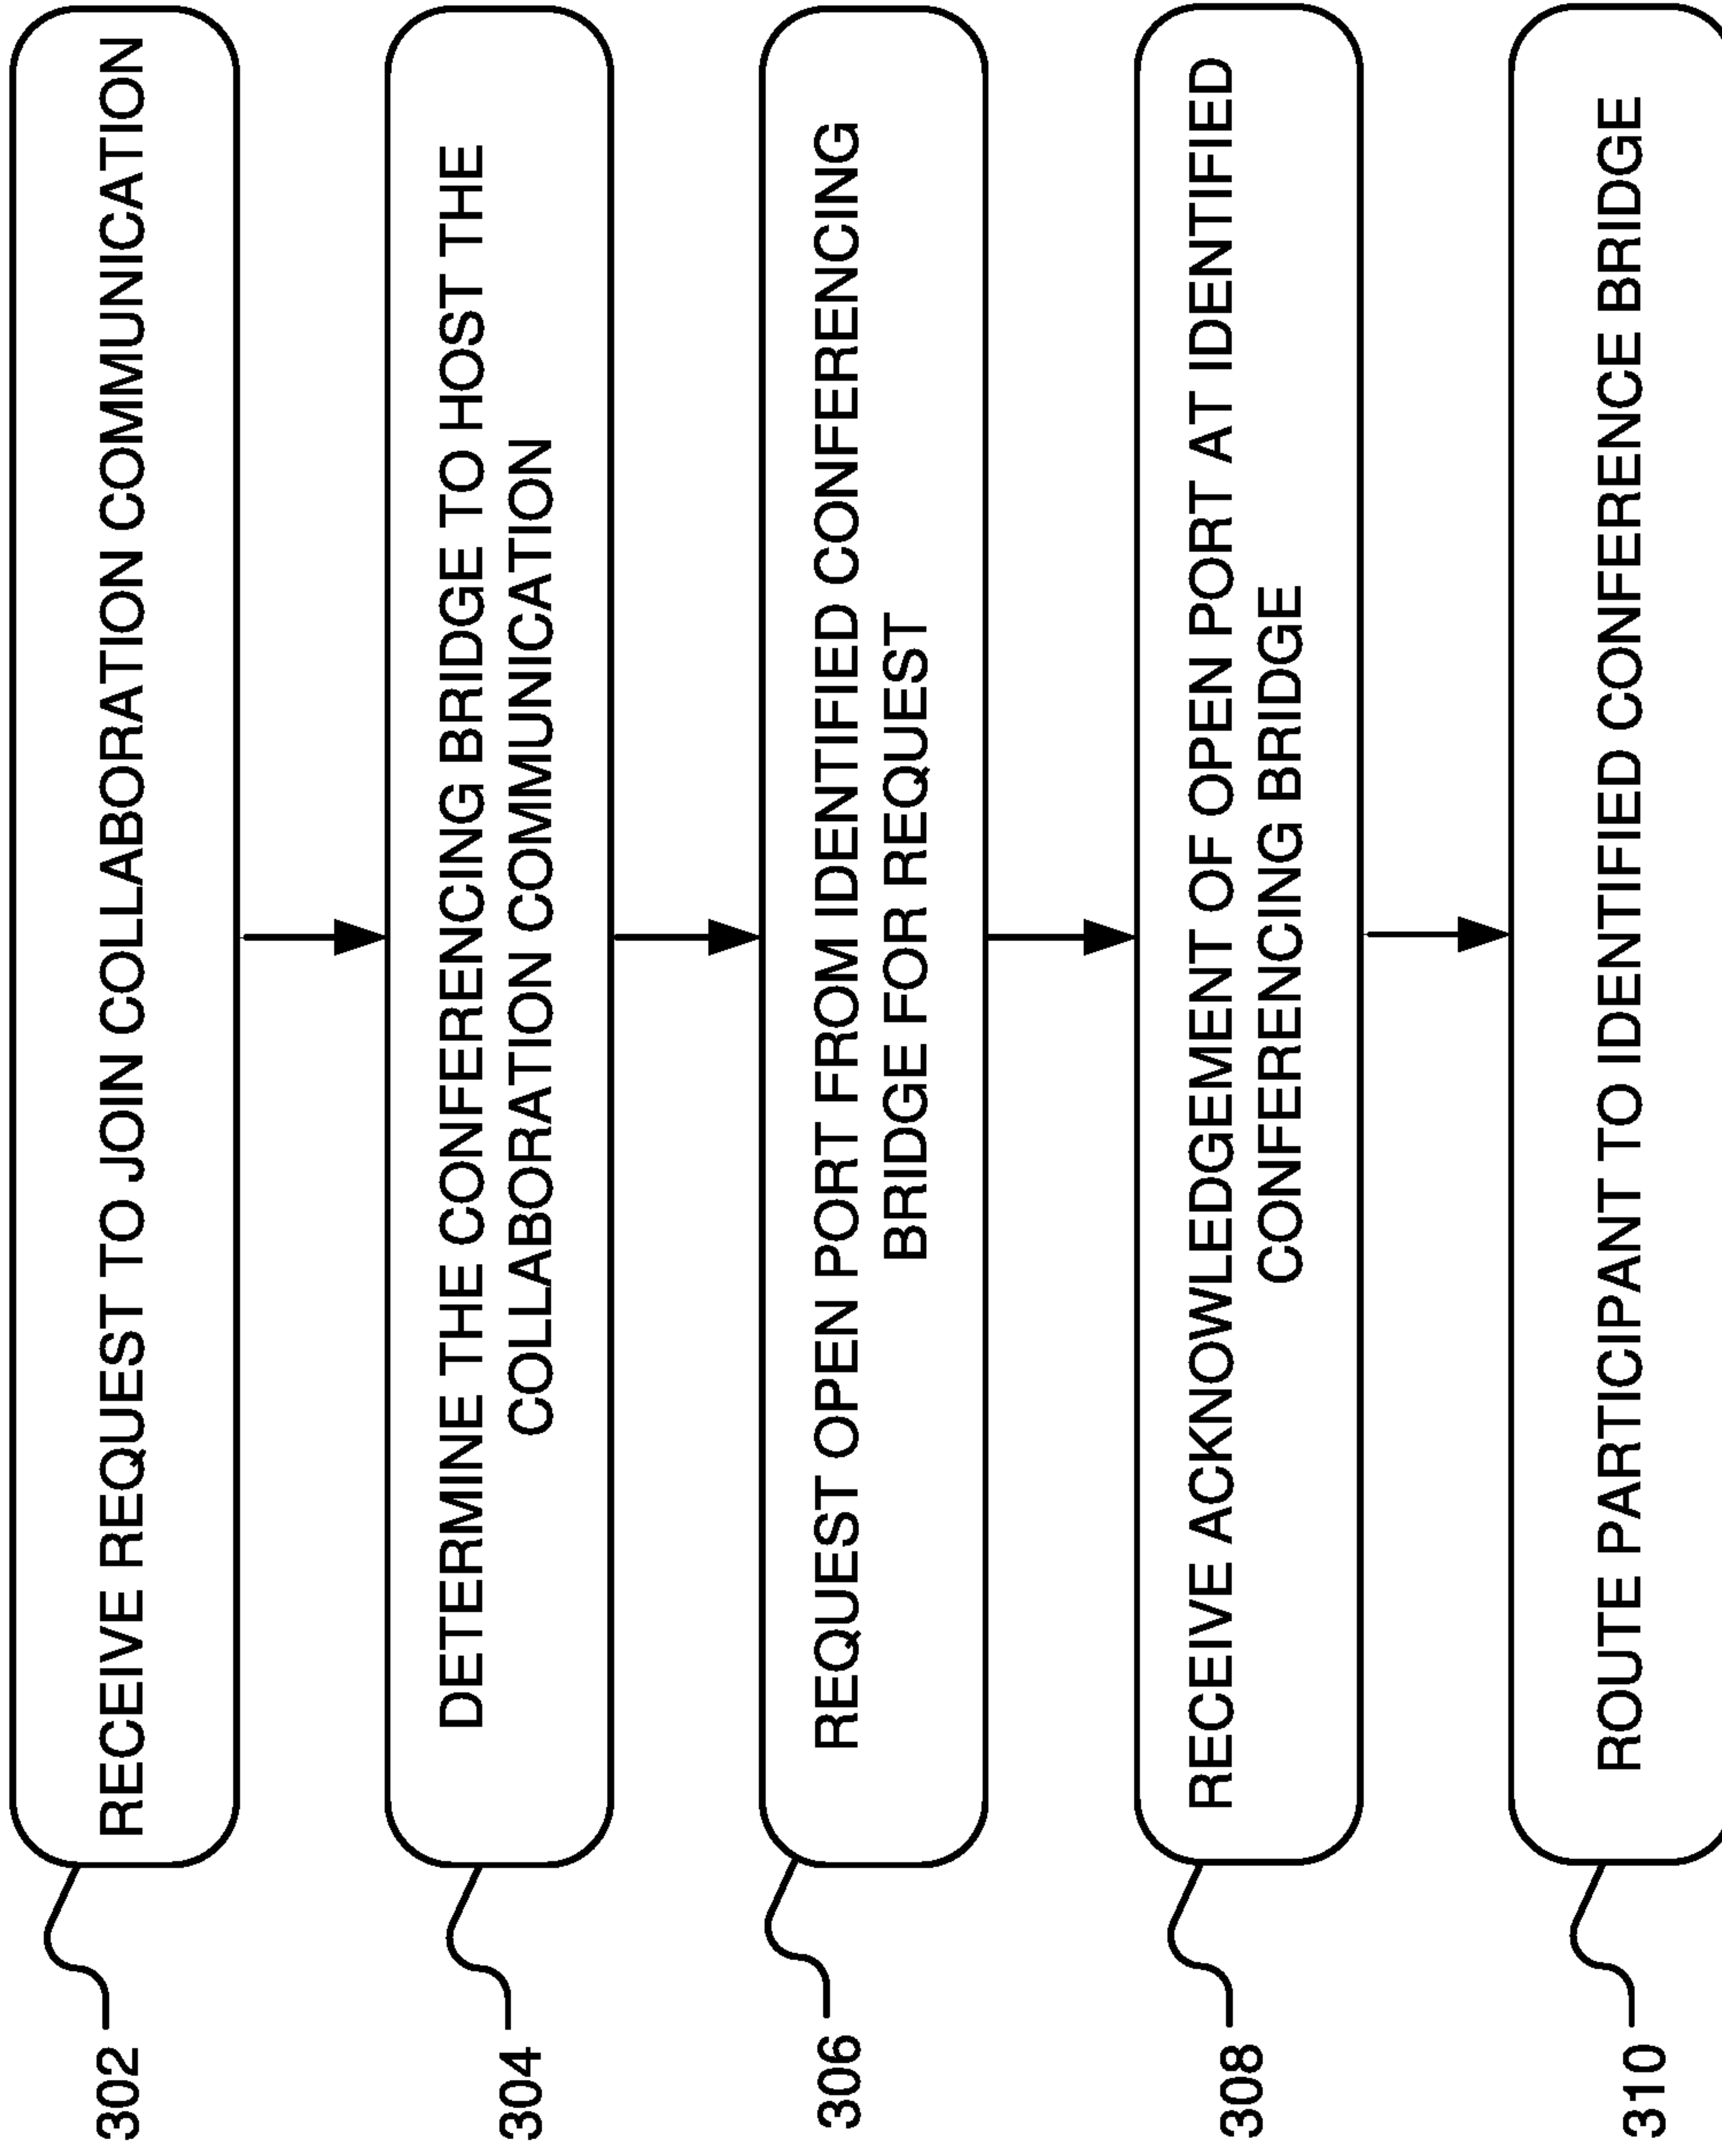 302
RECEIVE REQUEST TO JOIN COLLABORATION COMMUNICATION
304
DETERMINE THE CONFERENCING BRIDGE TO HOST THE
COLLABORATION COMMUNICATION
306
REQUEST OPEN PORT FROM IDENTIFIED CONFERENCING
BRIDGE FOR REQUEST
308
RECEIVE ACKNOWLEDGEMENT OF OPEN PORT AT IDENTIFIED
CONFERENCING BRIDGE
310
ROUTE PARTICIPANT TO IDENTIFIED CONFERENCE BRIDGE